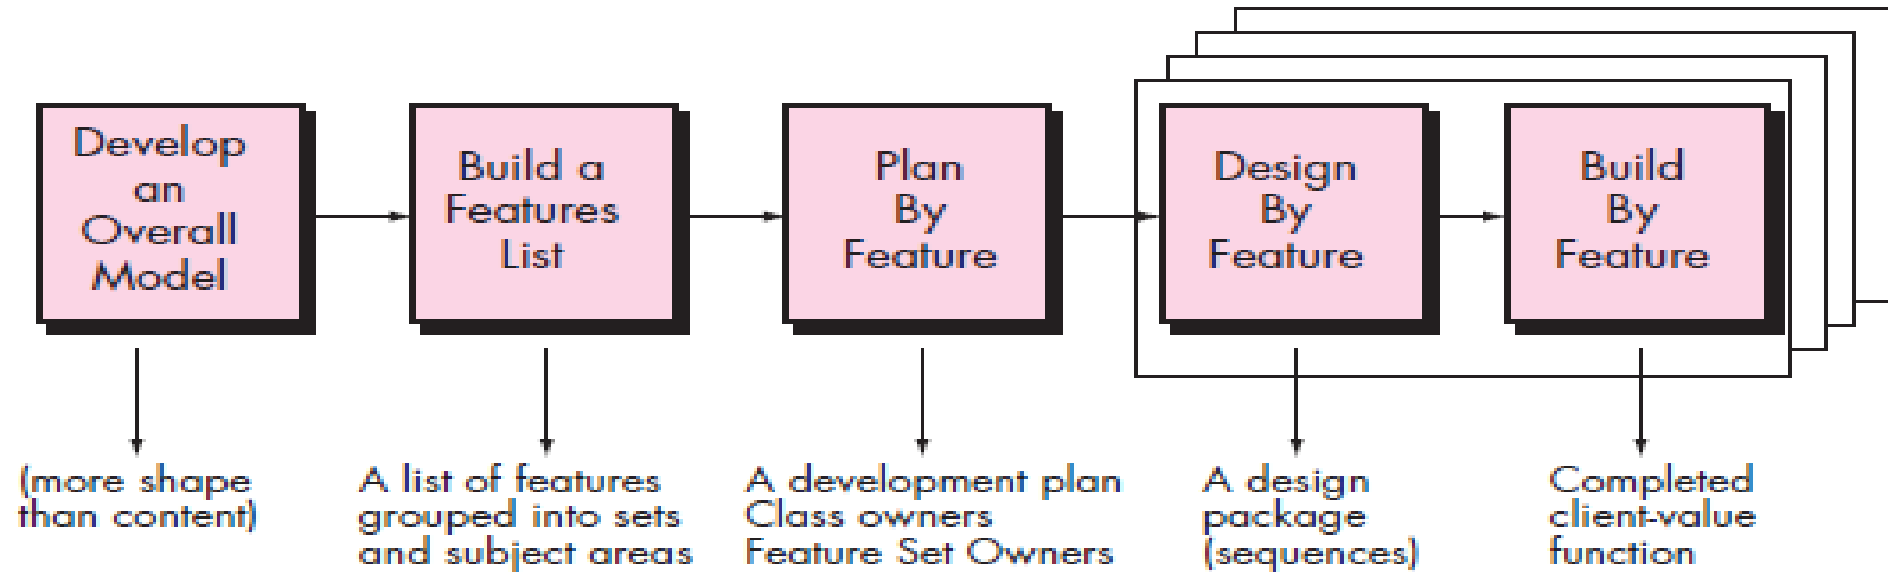 Develop
an
Overall
Model
Build a
Features
List
Plan
By
Feature
Design
By
Feature
Build
By
Feature
(more shape
than content)
A list of features
grouped into sets
and subject areas
A development plan
Class owners
Feature Set Owners
A design
package
(sequences)
Completed
client-value
function